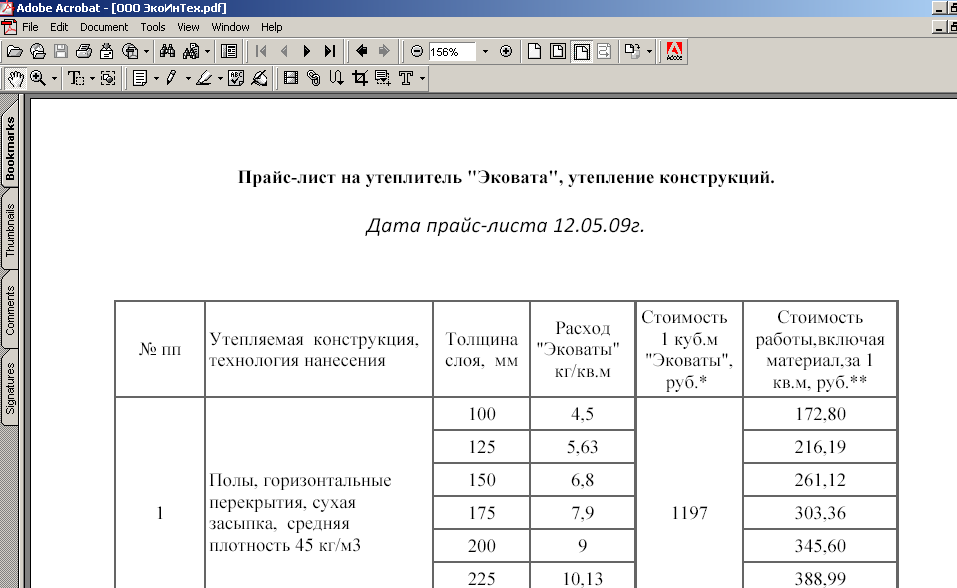 Adobe Acrobat - [ООО ЭкоИнТех.pdf]
File Edit Document Tools View Window Help
156%
Adobe
Bookmarks
Thumbnails
Comments
Signatures
Прайс-лист на утеплитель "Эковата", утепление конструкций.
Дата прайс-листа 12.05.09г.
№ пп
Утепляемая конструкция,
технология нанесения
Толщина
слоя, мм
Расход
"Эковаты"
кг/кв.м
Стоимость
1 куб.м
"Эковаты",
руб.*
Стоимость
работы,включая
материал,за 1
кв.м, руб.**
1
Полы, горизонтальные
перекрытия, сухая
засыпка, средняя
плотность 45 кг/м3
100 4,5 172,80
125 5,63 216,19
150 6,8 261,12
175 7,9 1197 303,36
200 9 345,60
225 10,13 388,99